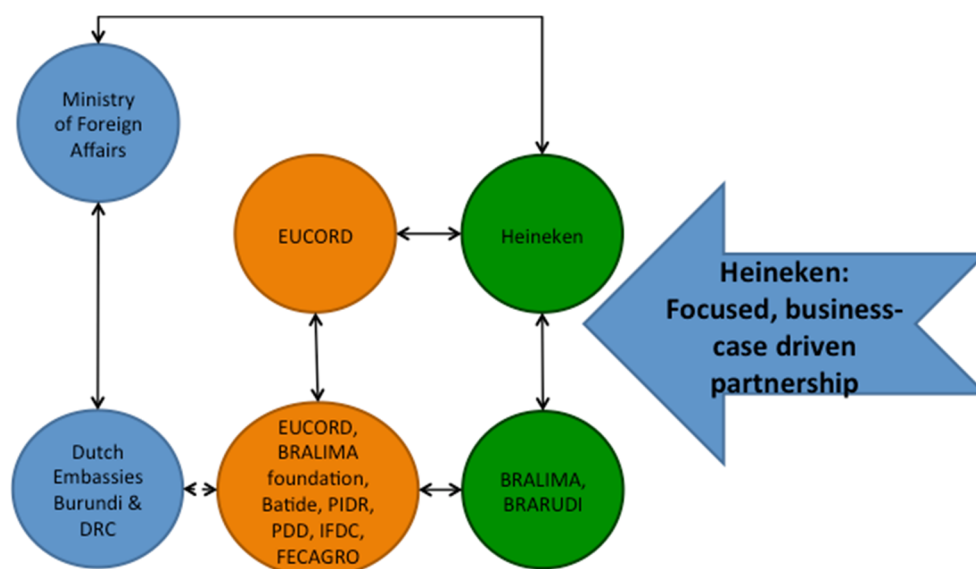 Ministry
of Foreign
Affairs
EUCORD
Heineken
Heineken:
Focused, business-
case driven
partnership
Dutch
Embassies
Burundi &
DRC
EUCORD,
BRALIMA
foundation,
Batide, PIDR,
PDD, IFDC,
FECAGRO
BRALIMA,
BRARUDI